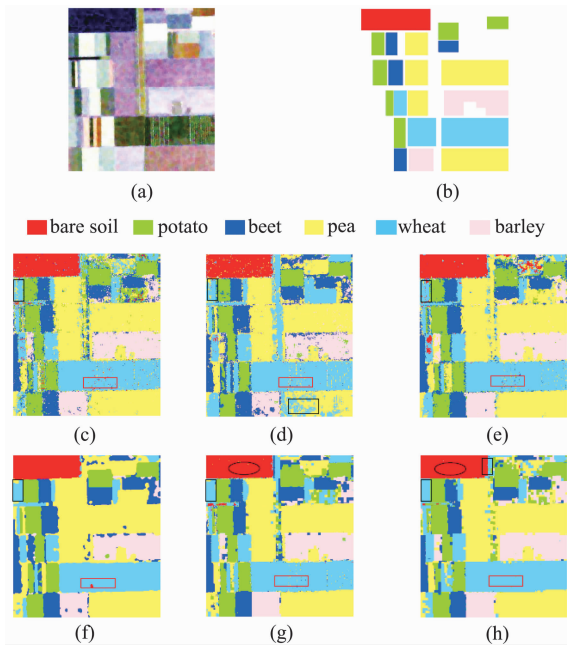 (a) (b)
bare soil potato beet pea wheat barley
(c) (d) (e)
(f) (g) (h)